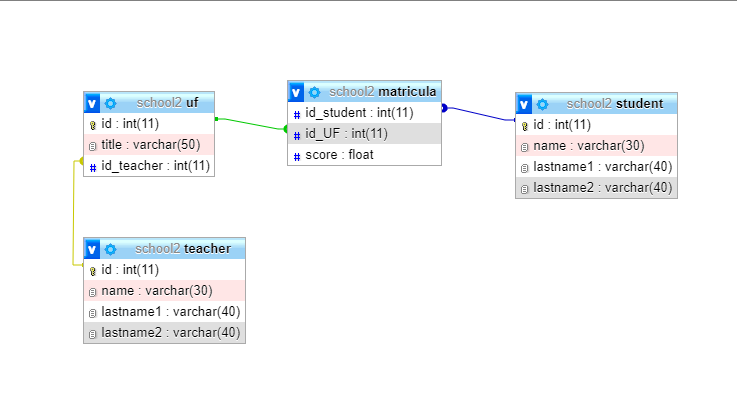 v school2 uf
id : int(11)
title : varchar(50)
# id_teacher : int(11)
v school2 matricula
# id_student : int(11)
# id_UF : int(11)
# score : float
v school2 student
id : int(11)
name : varchar(30)
lastname1 : varchar(40)
lastname2 : varchar(40)
v school2 teacher
id : int(11)
name : varchar(30)
lastname1 : varchar(40)
lastname2 : varchar(40)